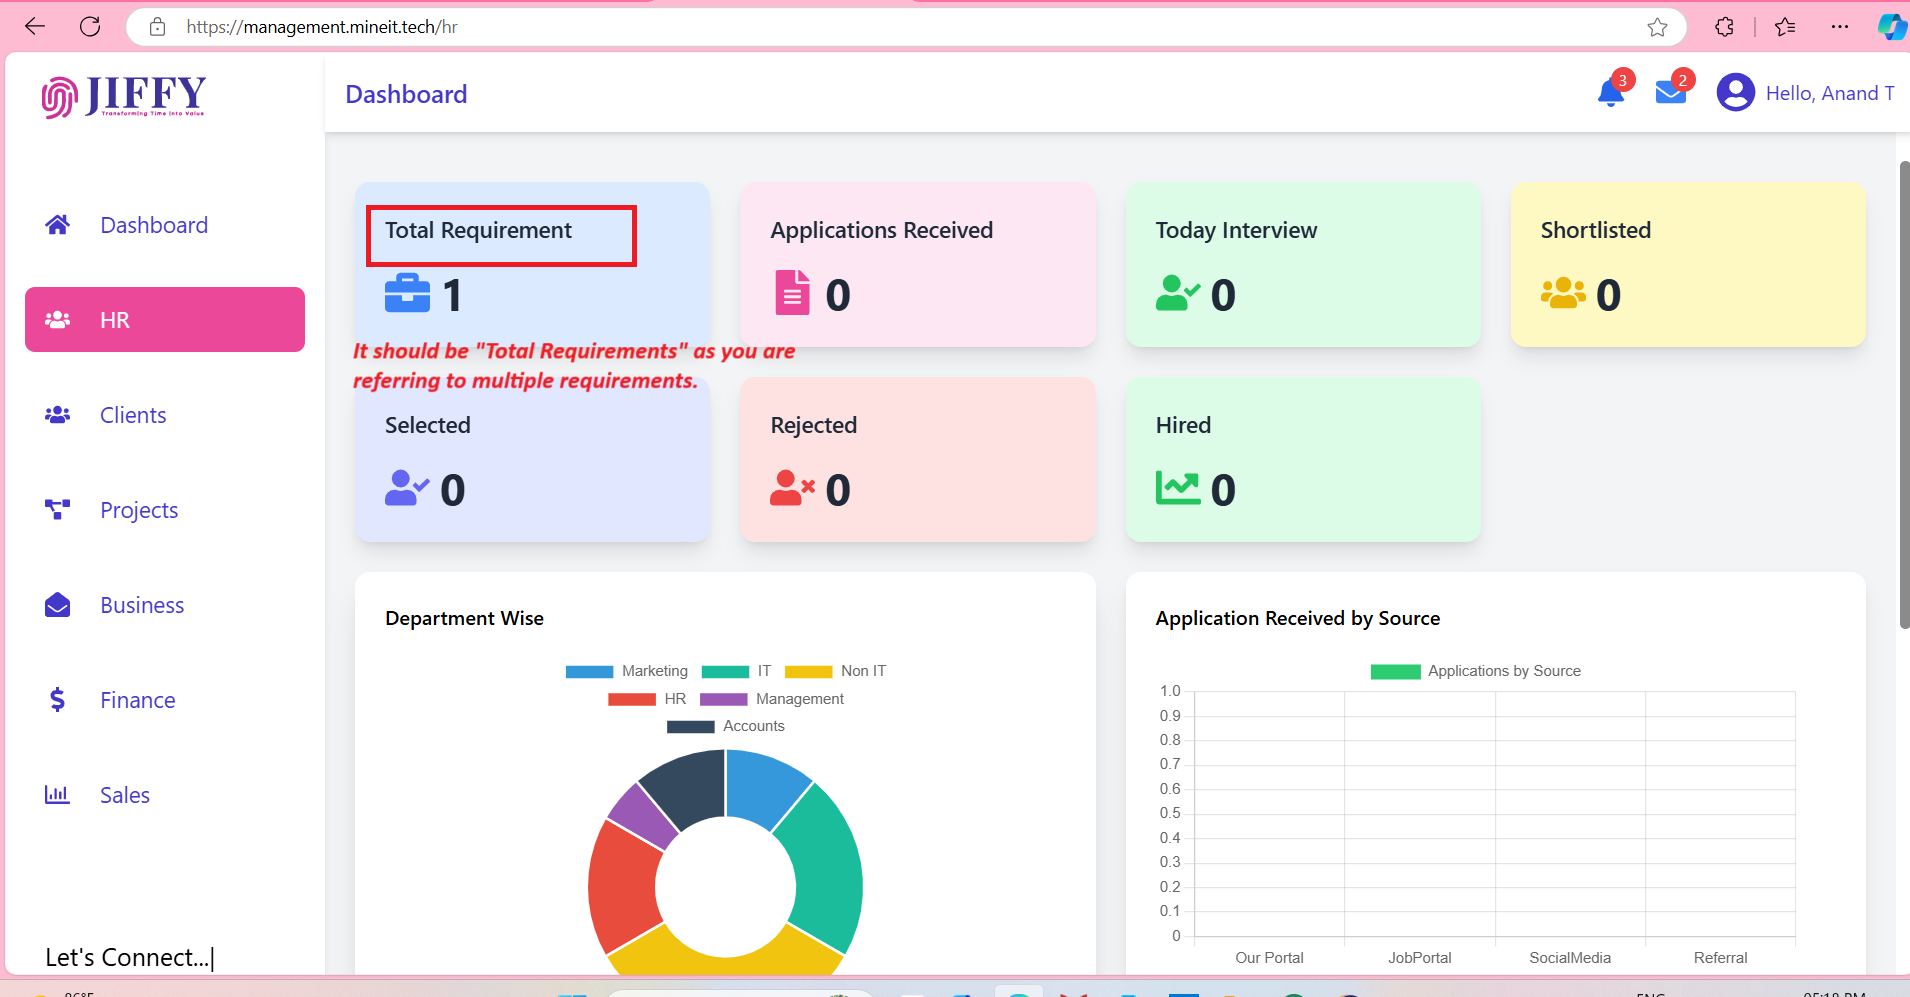 https://management.mineit.tech/hr
JIFFY
Transforming Time Into Value
Dashboard
3
2
Hello, Anand T
Dashboard
HR
Clients
Projects
Business
Finance
Sales
Let's Connect...|
Total Requirement
1
Applications Received
0
Today Interview
0
Shortlisted
0
It should be "Total Requirements" as you are
referring to multiple requirements.
Selected
0
Rejected
0
Hired
0
Department Wise
Marketing IT Non IT
HR Management
Accounts
Application Received by Source
Applications by Source
1.0
0.9
0.8
0.7
0.6
0.5
0.4
0.3
0.2
0.1
0
Our Portal JobPortal SocialMedia Referral